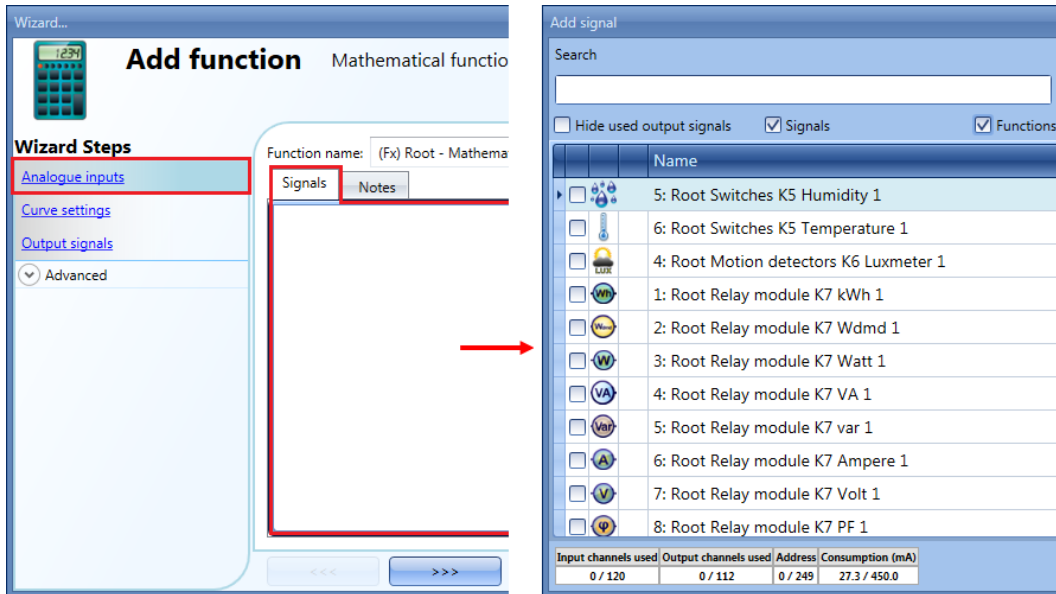 Wizard...
1234
Add function Mathematical functio
Wizard Steps
Analogue inputs
Curve settings
Output signals
Advanced
Function name: (Fx) Root - Mathema
Signals Notes
<<< >>>
Add signal
Search
Hide used output signals Signals Functions
Name
5: Root Switches K5 Humidity 1
6: Root Switches K5 Temperature 1
LUX 4: Root Motion detectors K6 Luxmeter 1
Wh 1: Root Relay module K7 kWh 1
2: Root Relay module K7 Wdmd 1
W 3: Root Relay module K7 Watt 1
VA 4: Root Relay module K7 VA 1
Var 5: Root Relay module K7 var 1
A 6: Root Relay module K7 Ampere 1
V 7: Root Relay module K7 Volt 1
φ 8: Root Relay module K7 PF 1
Input channels used Output channels used Address Consumption (mA)
0 / 120 0 / 112 0 / 249 27.3 / 450.0